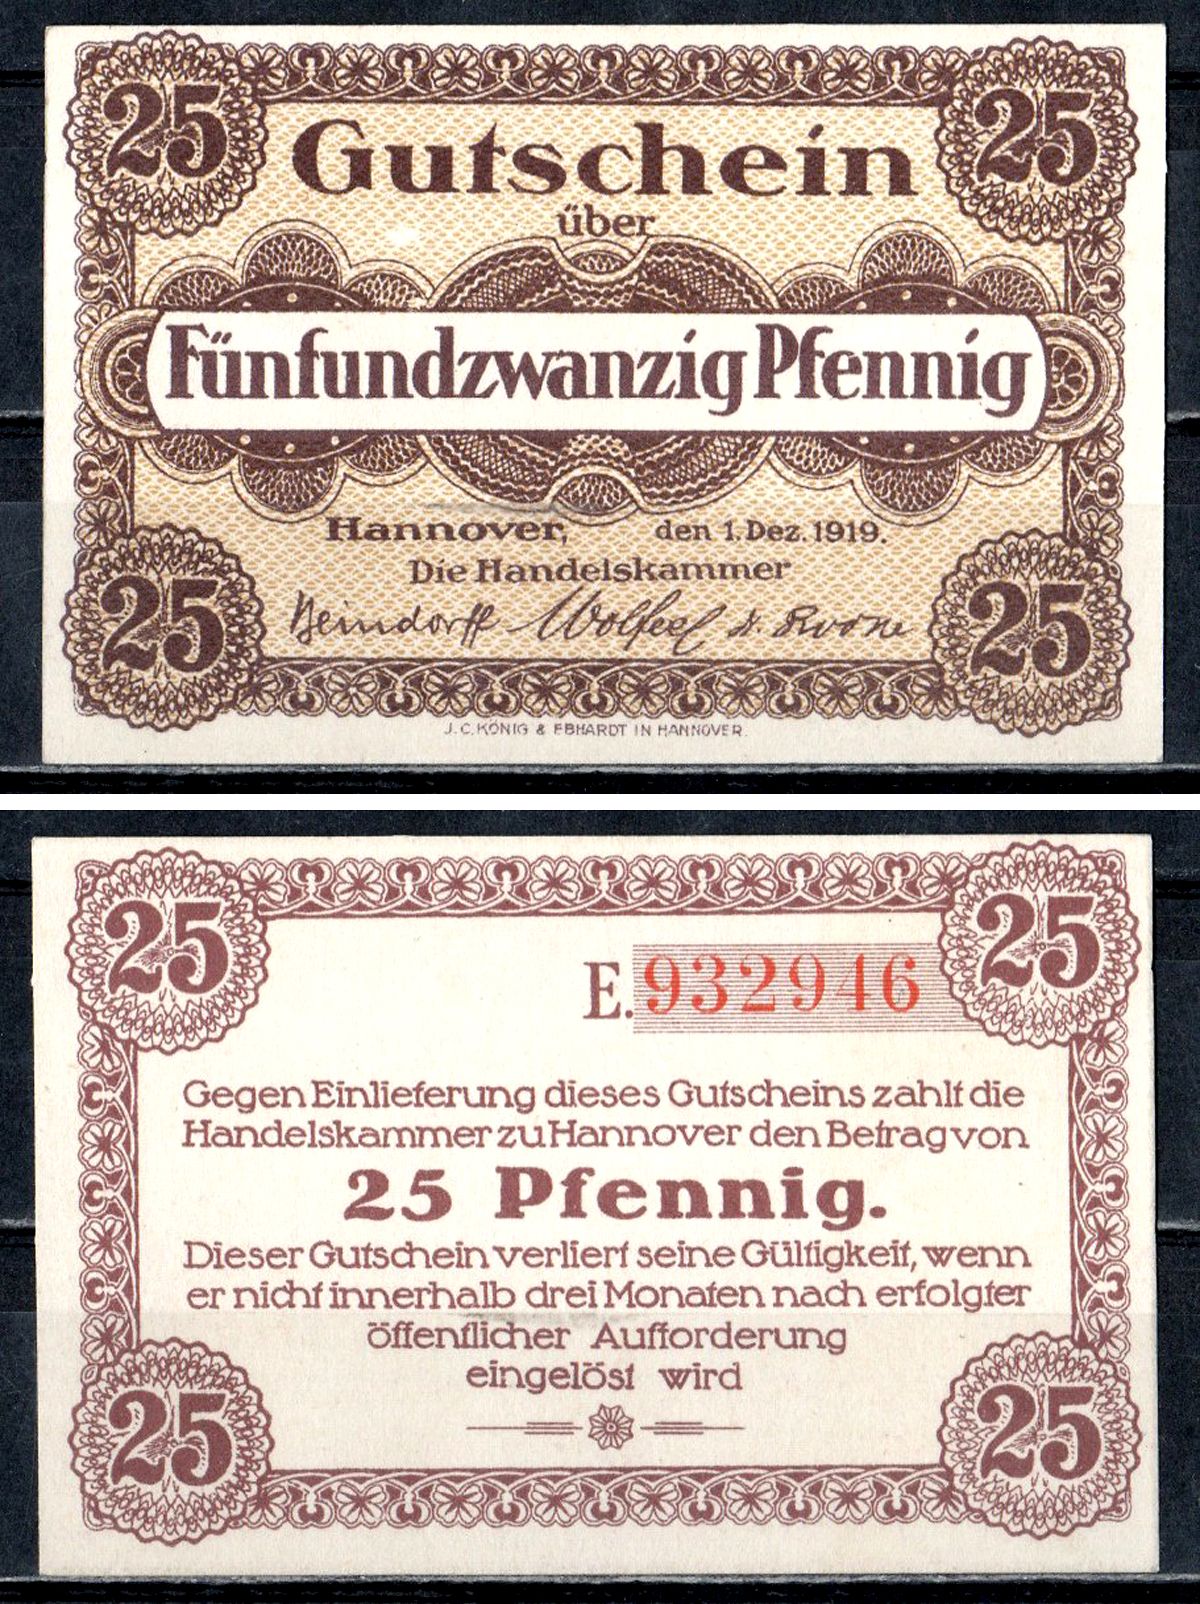 25 25
Gutschein
über
Fünfundzwanzig Pfennig
Hannover, den 1. Dez. 1919.
Die Handelskammer
Beindorff
25 25
J. C. KÖNIG & EBHARDT IN HANNOVER.
25 25
E. 932946
Gegen Einlieferung dieses Gutscheins zahlt die
Handelskammer zu Hannover den Betrag von
25 Pfennig.
Dieser Gutschein verliert seine Gültigkeit, wenn
er nicht innerhalb drei Monaten nach erfolgter
öffentlicher Aufforderung
eingelöst wird
25 25